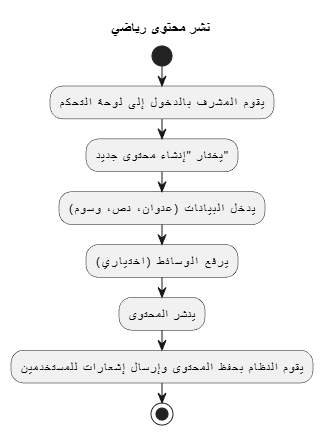 نشر محتوى رياضي
يقوم المشرف بالدخول إلى لوحة التحكم
يختار "إنشاء محتوى جديد"
يدخل البيانات (عنوان، نص، وسوم)
يرفع الوسائط (اختياري)
ينشر المحتوى
يقوم النظام بحفظ المحتوى وإرسال إشعارات للمستخدمين